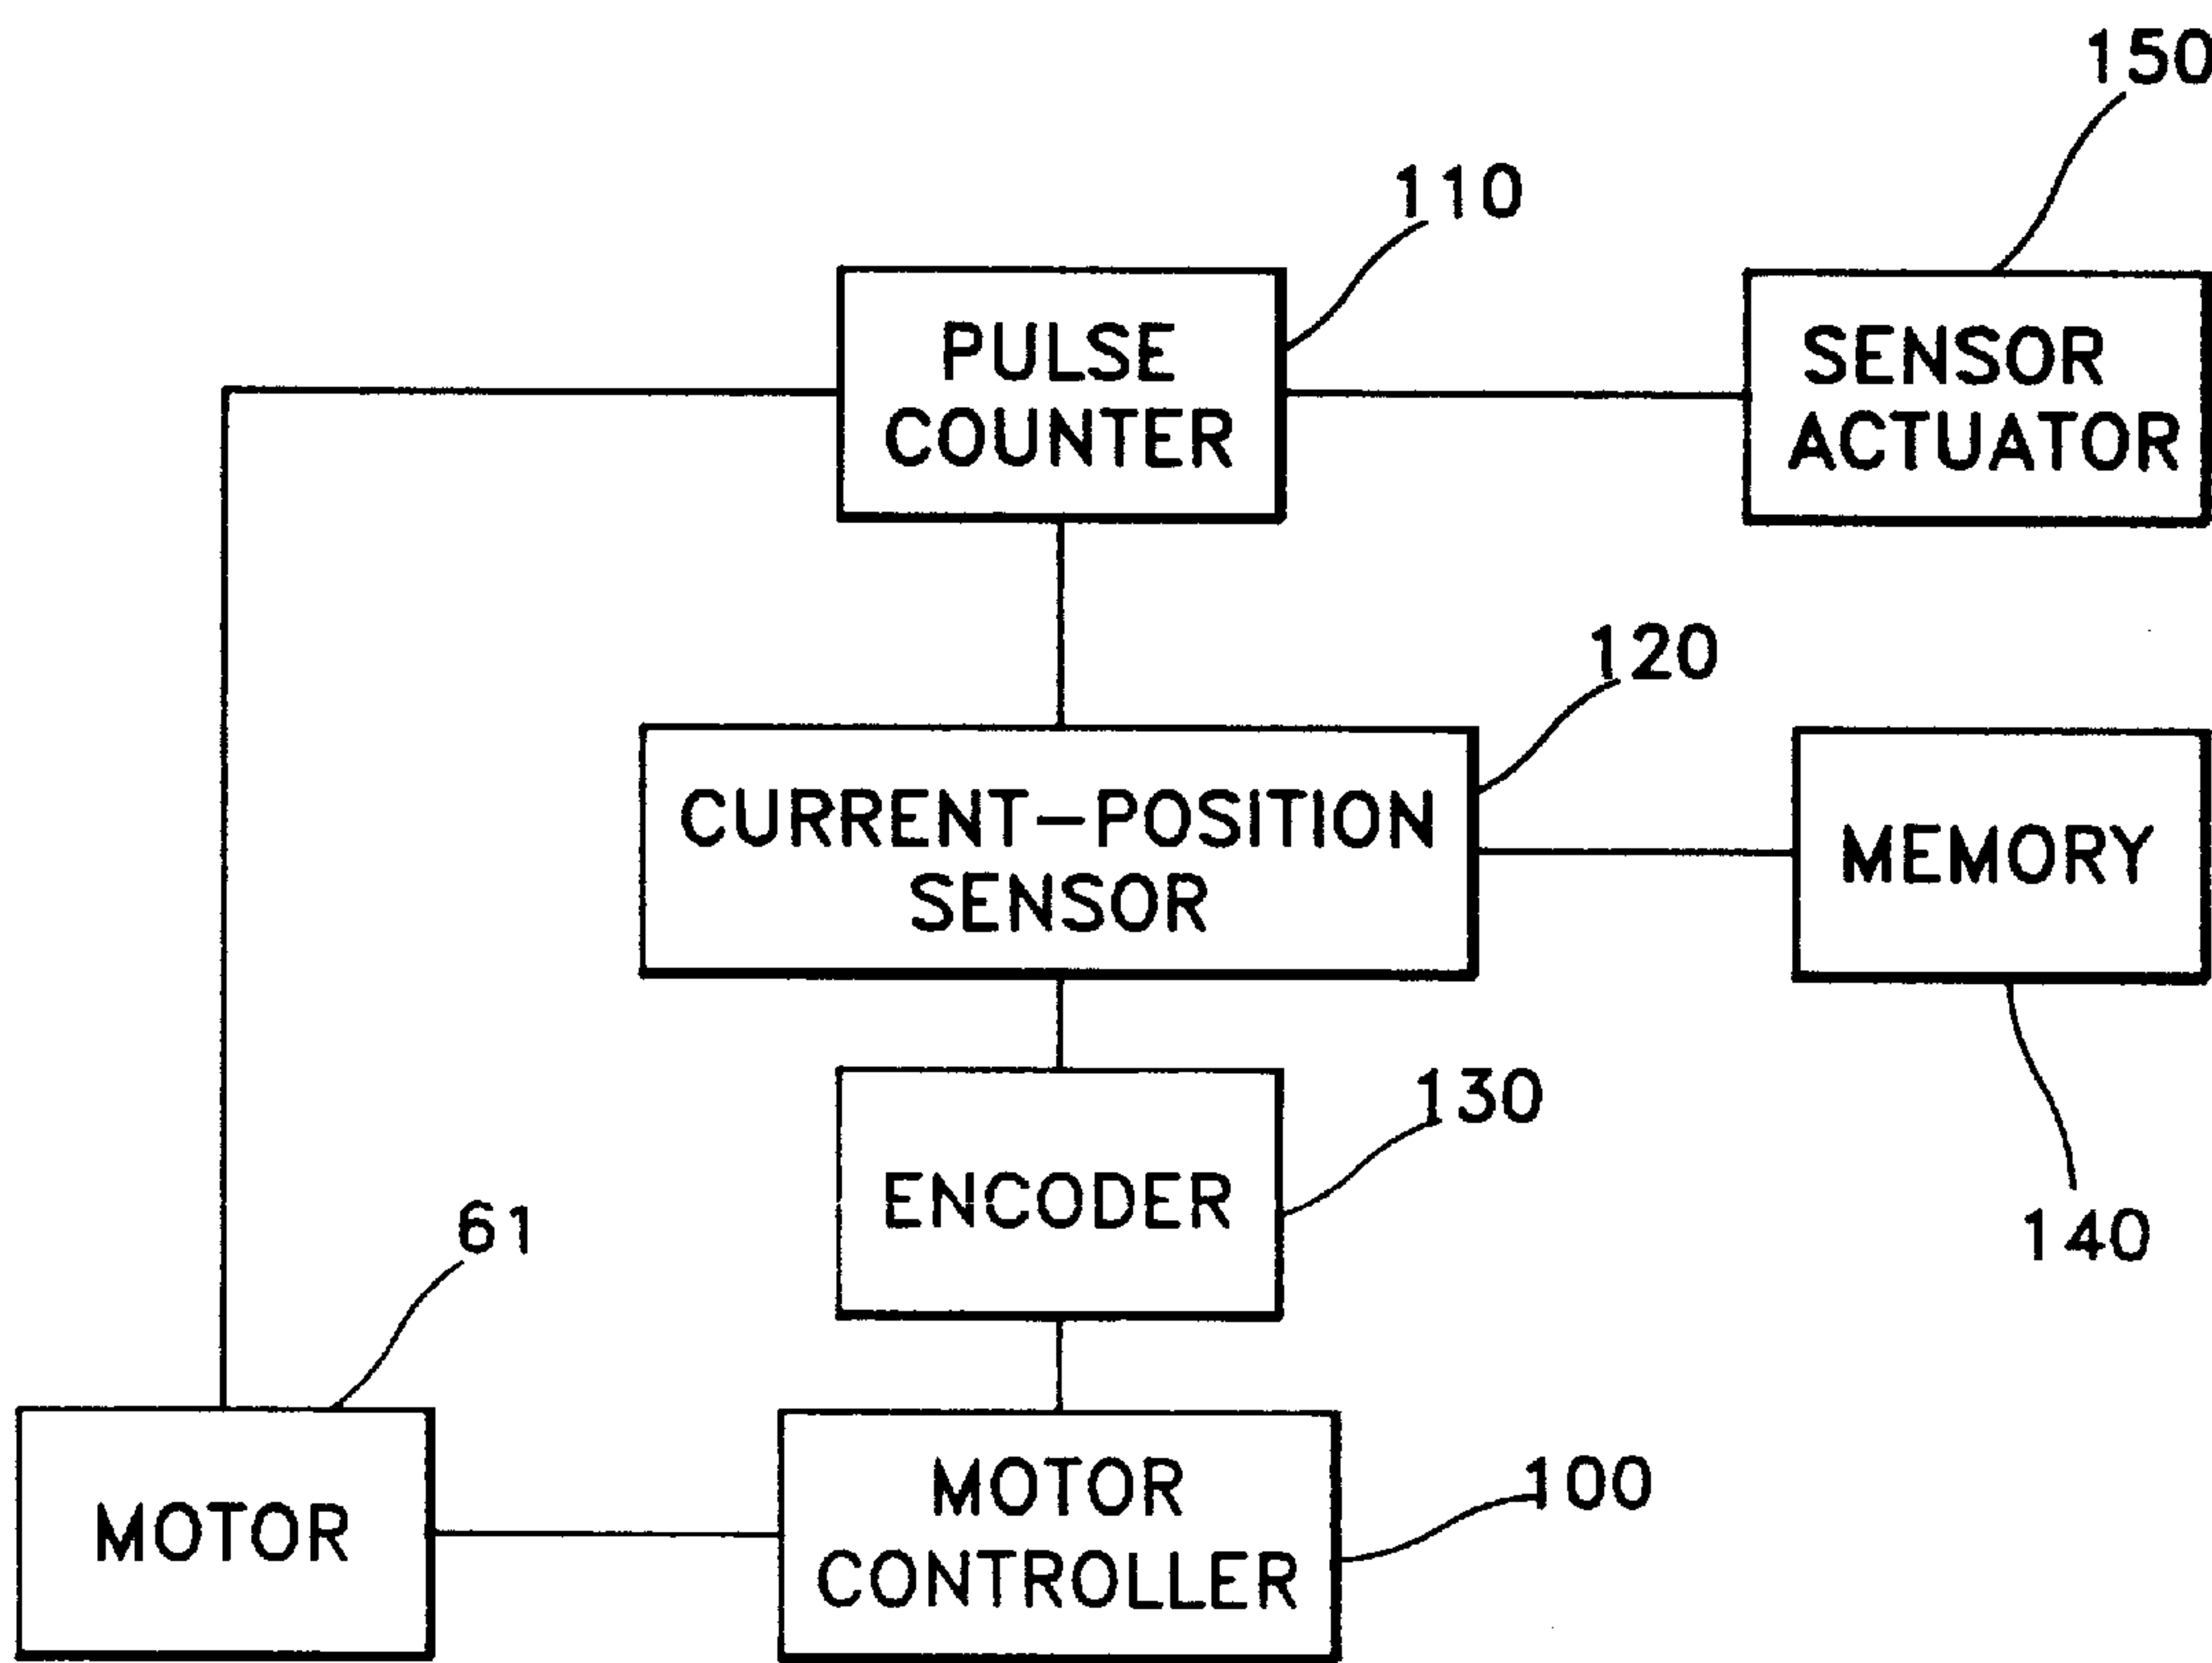 150
110
PULSE
COUNTER
SENSOR
ACTUATOR
120
CURRENT-POSITION
SENSOR
MEMORY
130
ENCODER
140
61
MOTOR
MOTOR
CONTROLLER
100